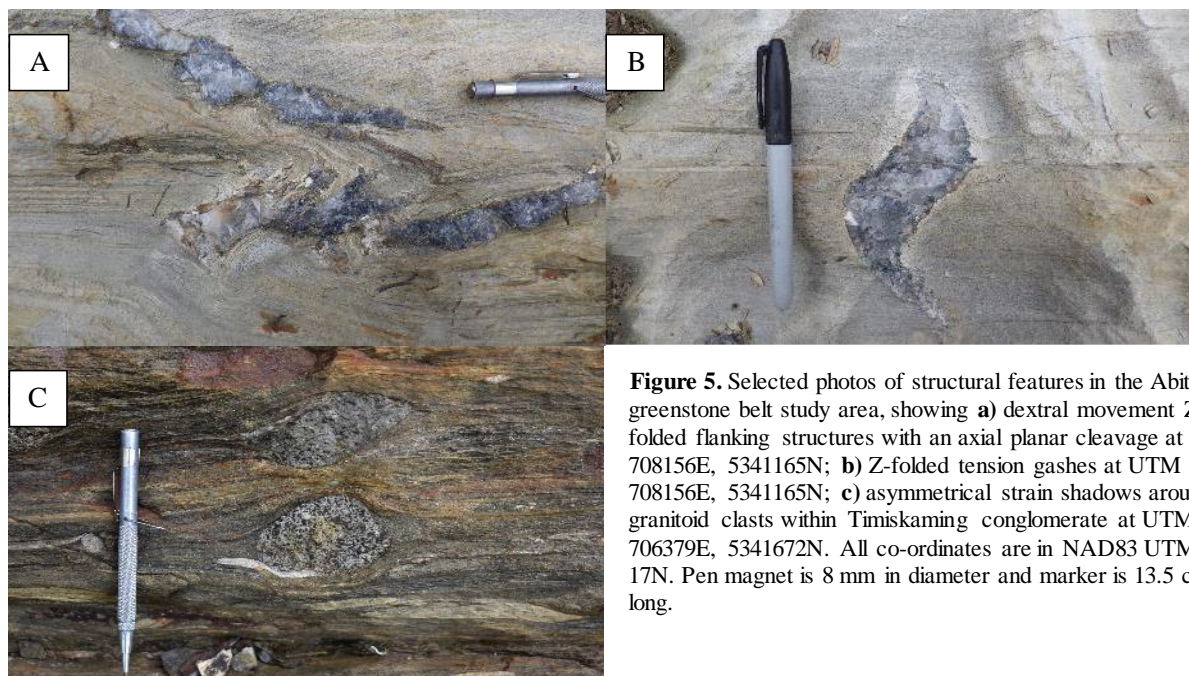 A
B
C
Figure 5. Selected photos of structural features in the Abit
greenstone belt study area, showing a) dextral movement Z
folded flanking structures with an axial planar cleavage at
708156E, 5341165N; b) Z-folded tension gashes at UTM
708156E, 5341165N; c) asymmetrical strain shadows arou
granitoid clasts within Timiskaming conglomerate at UTM
706379E, 5341672N. All co-ordinates are in NAD83 UTM
17N. Pen magnet is 8 mm in diameter and marker is 13.5 c
long.